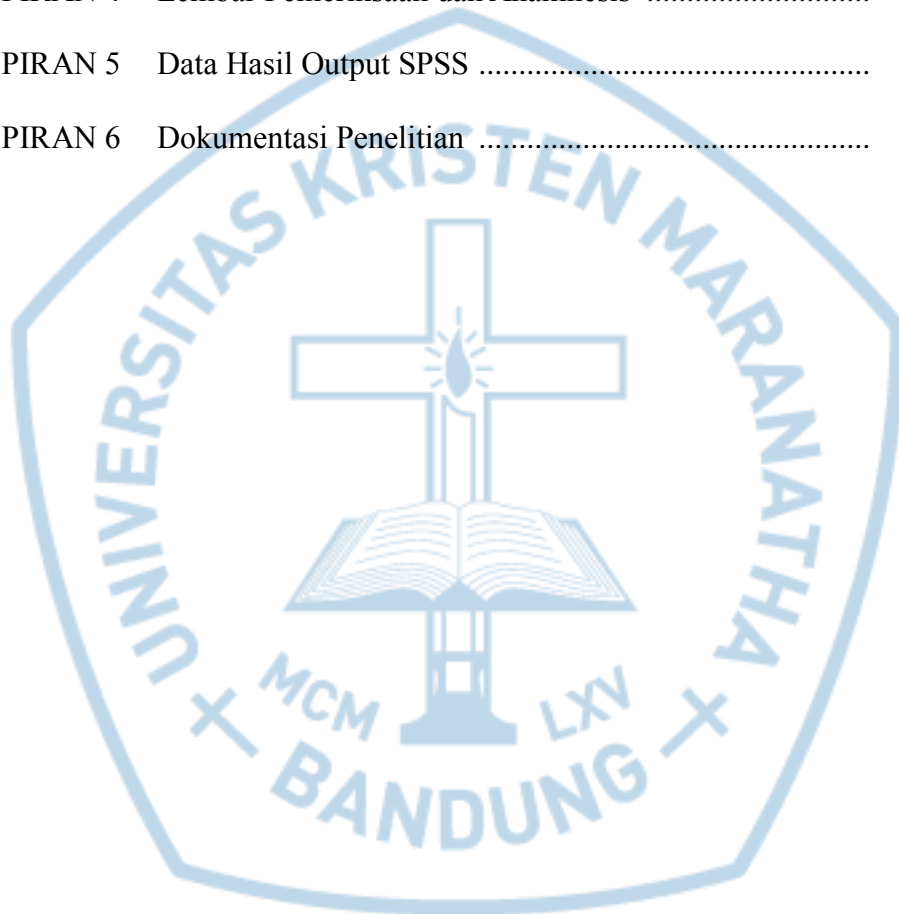 PIRAN 5 Data Hasil Output SPSS ................................................
PIRAN 6 Dokumentasi Penelitian ................................................
UNIVERSITAS KRISTEN MARANATHA
MCM LXV
BANDUNG